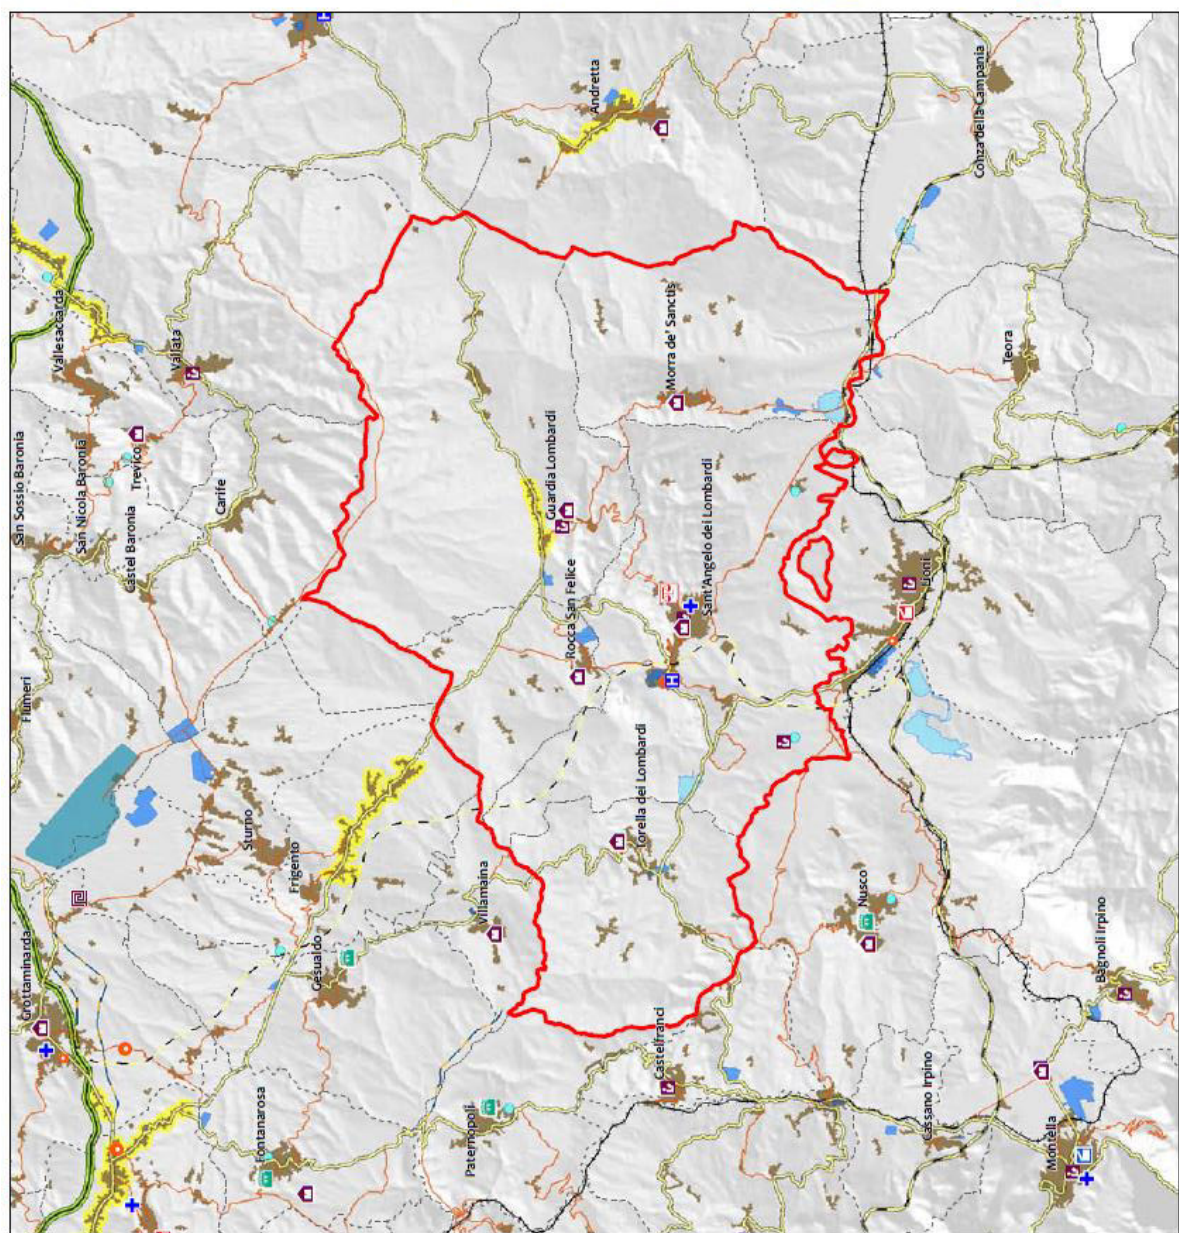 San Sossio Baronia
Grottaminarda
Flumeri
Vallesaccarda
San Nicola Baronia
Castel Baronia
Trevico
Vallata
Carife
Sturno
Fontanarosa
Frigento
Gesualdo
Paternopoli
Villamaina
Guardia Lombardi
Rocca San Felice
Andretta
Torella dei Lombardi
Castelfranci
Morra de' Sanctis
Sant'Angelo dei Lombardi
Nusco
Lioni
Cassano Irpino
Conza della Campania
Teora
Montella
Bagnoli Irpino